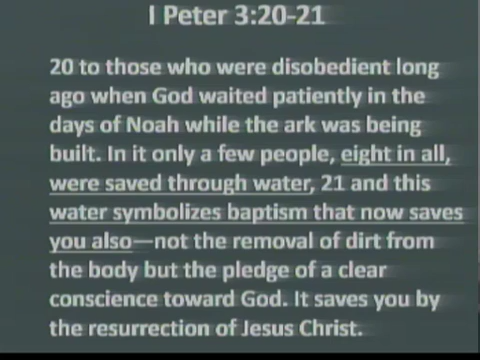 I Peter 3:20-21
20 to those who were disobedient long
ago when God waited patiently in the
days of Noah while the ark was being
built. In it only a few people, eight in all,
were saved through water, 21 and this
water symbolizes baptism that now saves
you also—not the removal of dirt from
the body but the pledge of a clear
conscience toward God. It saves you by
the resurrection of Jesus Christ.